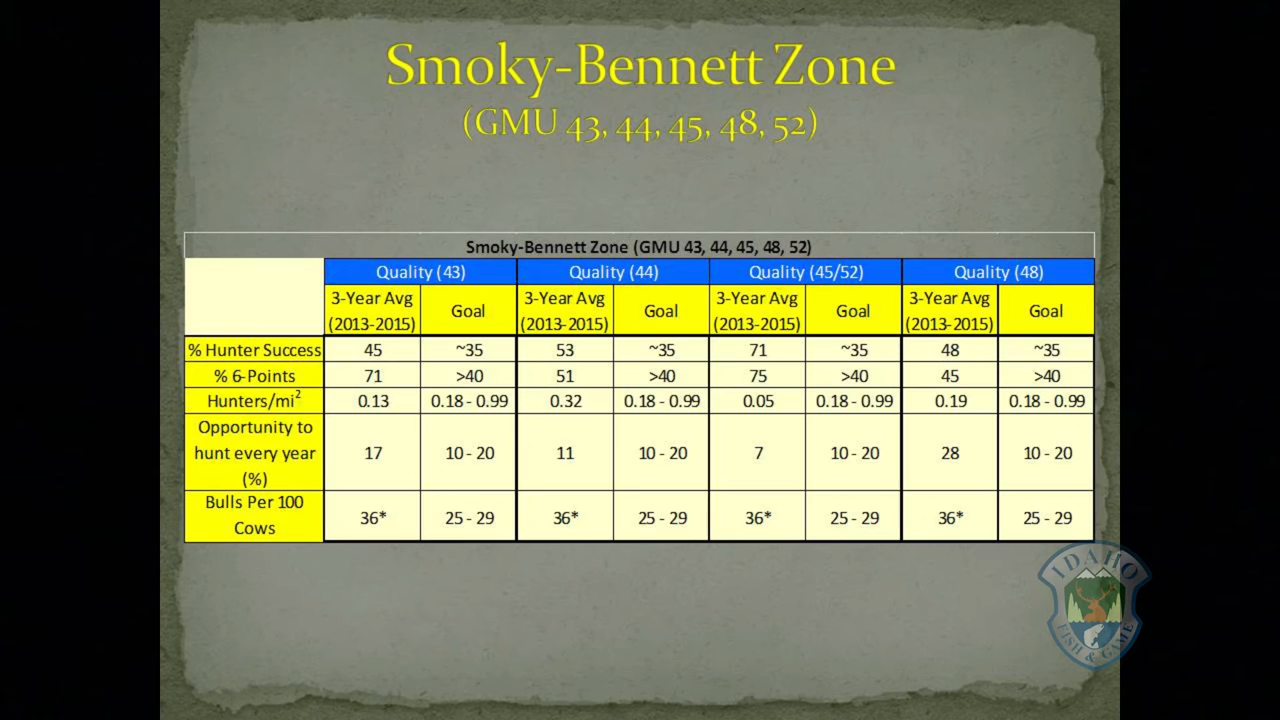 Smoky-Bennett Zone
(GMU 43, 44, 45, 48, 52)
Smoky-Bennett Zone (GMU 43, 44, 45, 48, 52)
Quality (43) Quality (44) Quality (45/52) Quality (48)
3-Year Avg (2013-2015) Goal 3-Year Avg (2013-2015) Goal 3-Year Avg (2013-2015) Goal 3-Year Avg (2013-2015) Goal
% Hunter Success 45 ~35 53 ~35 71 ~35 48 ~35
% 6-Points 71 >40 51 >40 75 >40 45 >40
Hunters/mi² 0.13 0.18 - 0.99 0.32 0.18 - 0.99 0.05 0.18 - 0.99 0.19 0.18 - 0.99
Opportunity to hunt every year (%) 17 10 - 20 11 10 - 20 7 10 - 20 28 10 - 20
Bulls Per 100 Cows 36* 25 - 29 36* 25 - 29 36* 25 - 29 36* 25 - 29
IDAHO
FISH & GAME